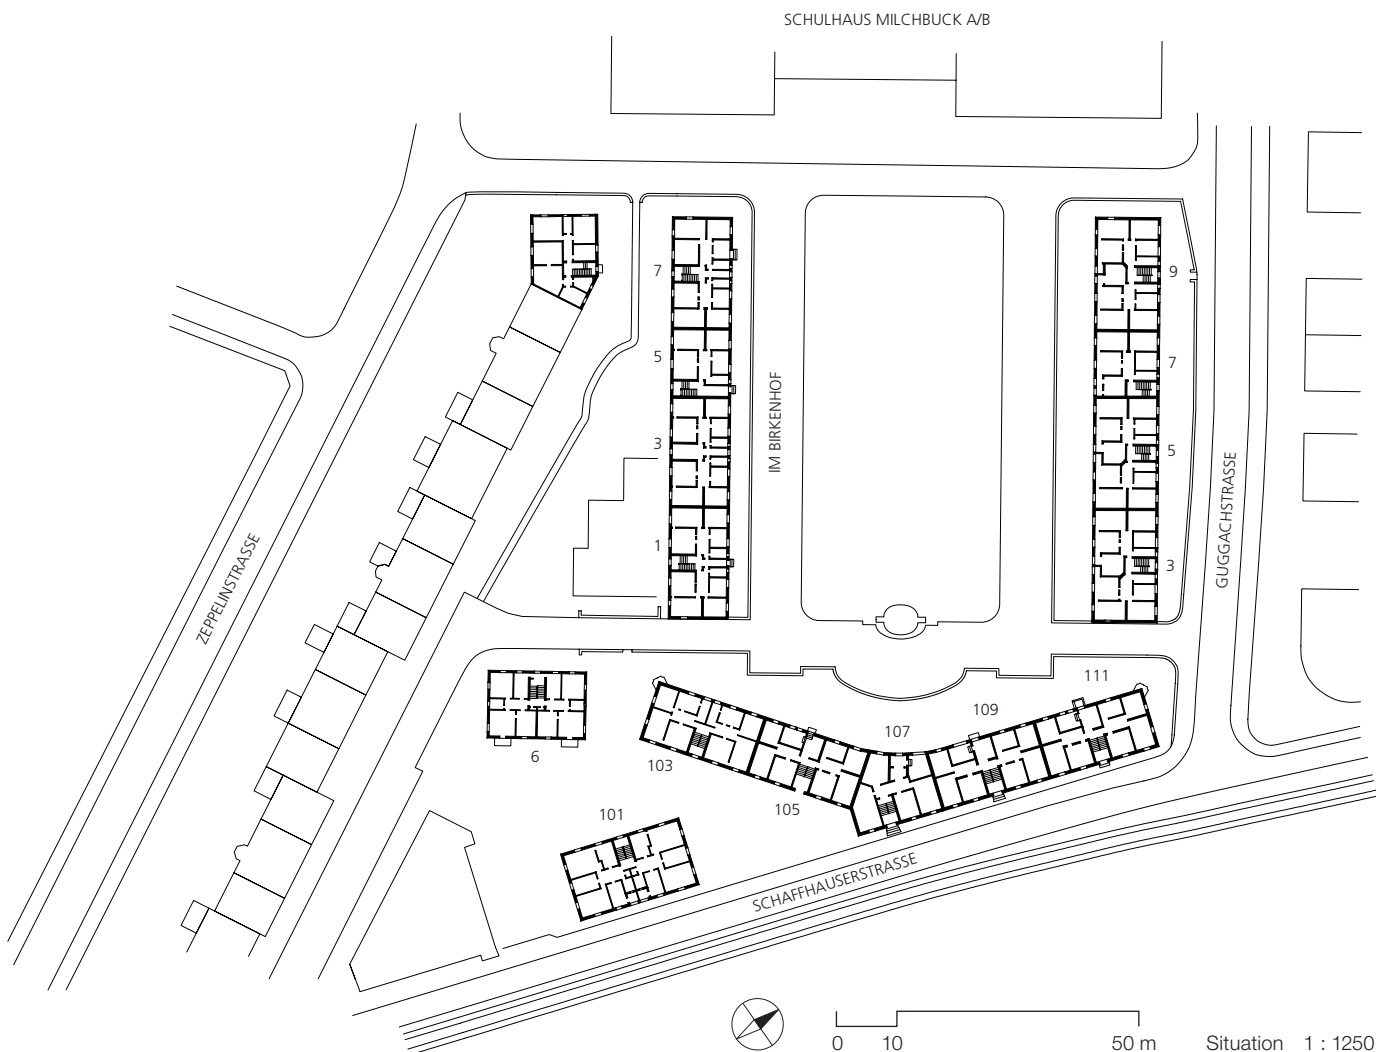 SCHULHAUS MILCHBUCK A/B
7
9
5
7
IM BIRKENHOF
3
5
GUGGACHSTRASSE
ZEPPELINSTRASSE
1
3
111
109
107
6
103
105
101
SCHAFFHAUSERSTRASSE
0 10 50 m Situation 1 : 1250